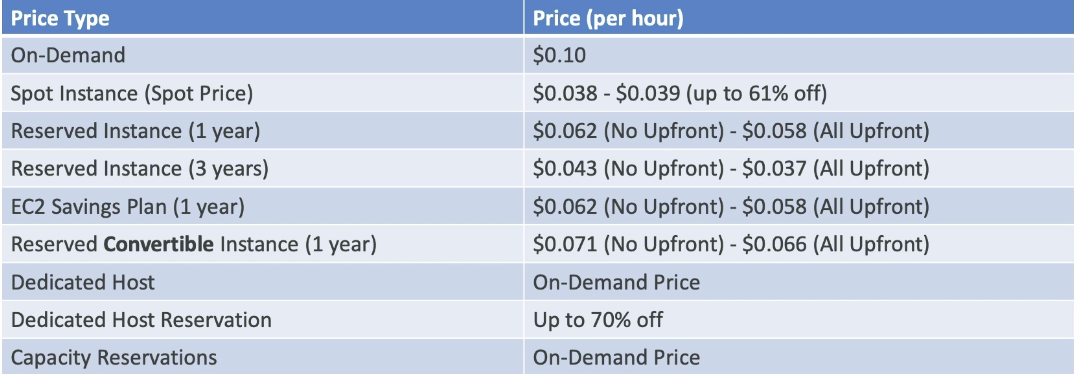 Price Type Price (per hour)
On-Demand $0.10
Spot Instance (Spot Price) $0.038 - $0.039 (up to 61% off)
Reserved Instance (1 year) $0.062 (No Upfront) - $0.058 (All Upfront)
Reserved Instance (3 years) $0.043 (No Upfront) - $0.037 (All Upfront)
EC2 Savings Plan (1 year) $0.062 (No Upfront) - $0.058 (All Upfront)
Reserved Convertible Instance (1 year) $0.071 (No Upfront) - $0.066 (All Upfront)
Dedicated Host On-Demand Price
Dedicated Host Reservation Up to 70% off
Capacity Reservations On-Demand Price